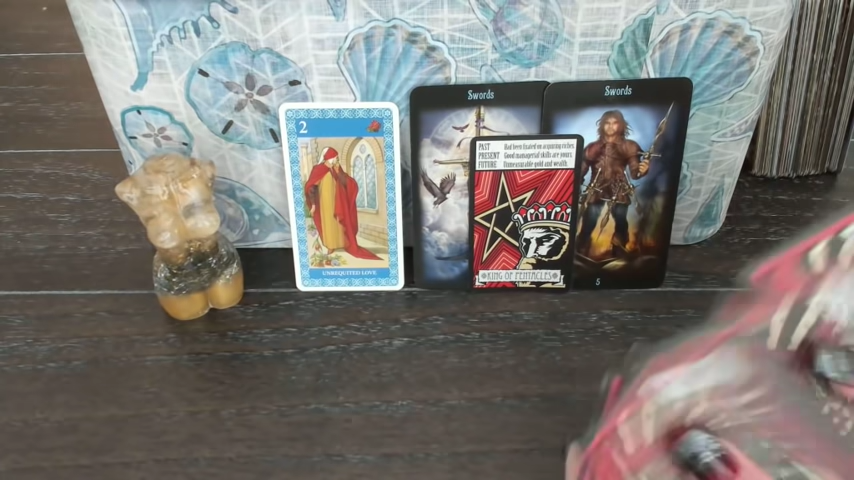 2
UNREQUITED LOVE
Swords
PAST Had been fixated on acquiring riches.
PRESENT Good managerial skills are yours.
FUTURE Immeasurable gold and wealth.
KING OF PENTACLES
Swords
5